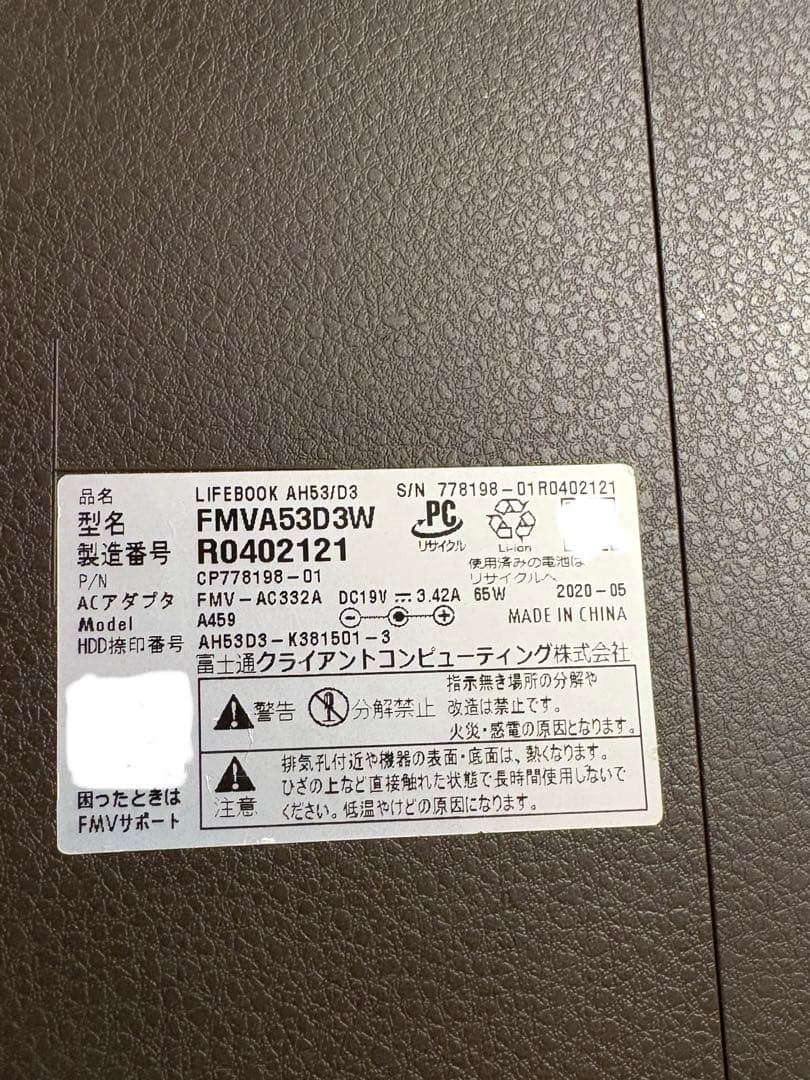 品名 LIFEBOOK AH53/D3 S/N 778198-01R0402121
型名 FMVA53D3W
製造番号 R0402121
P/N CP778198-01
ACアダプタ FMV-AC332A DC19V 3.42A 65W 2020-05
Model A459
HDD捺印番号 AH53D3-K381501-3
PC
リサイクル
Li-ion
使用済みの電池は
リサイクルへ
MADE IN CHINA
富士通クライアントコンピューティング株式会社
警告 分解禁止
指示無き場所の分解や
改造は禁止です。
火災・感電の原因となります。
注意
排気孔付近や機器の表面・底面は、熱くなります。
ひざの上など直接触れた状態で長時間使用しないで
ください。低温やけどの原因になります。
困ったときは
FMVサポート